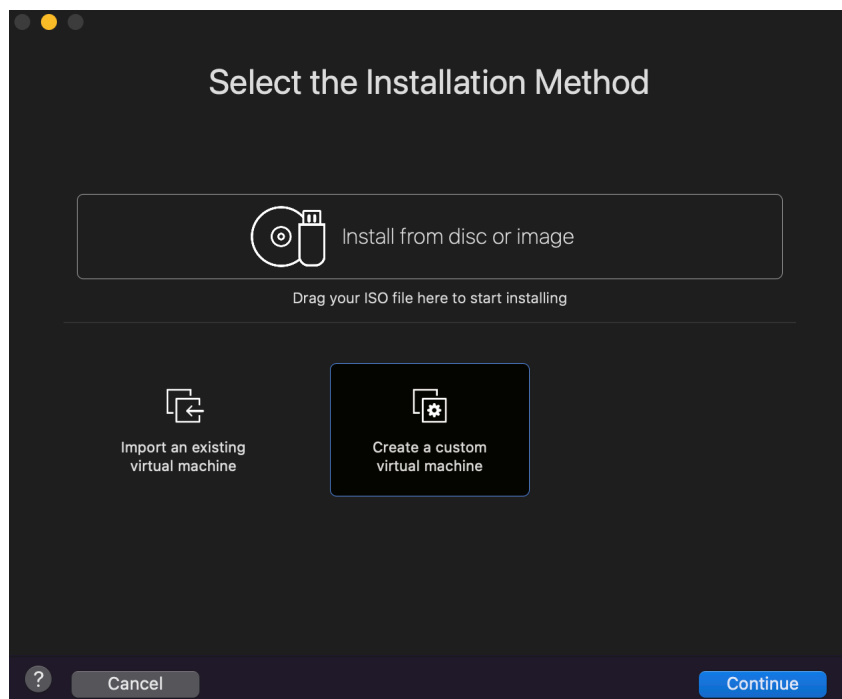 Select the Installation Method
Install from disc or image
Drag your ISO file here to start installing
Import an existing
virtual machine
Create a custom
virtual machine
?
Cancel
Continue